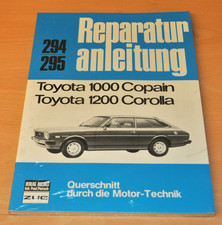 294
295
Reparatur
anleitung
Toyota 1000 Copain
Toyota 1200 Corolla
Querschnitt
durch die Motor-Technik